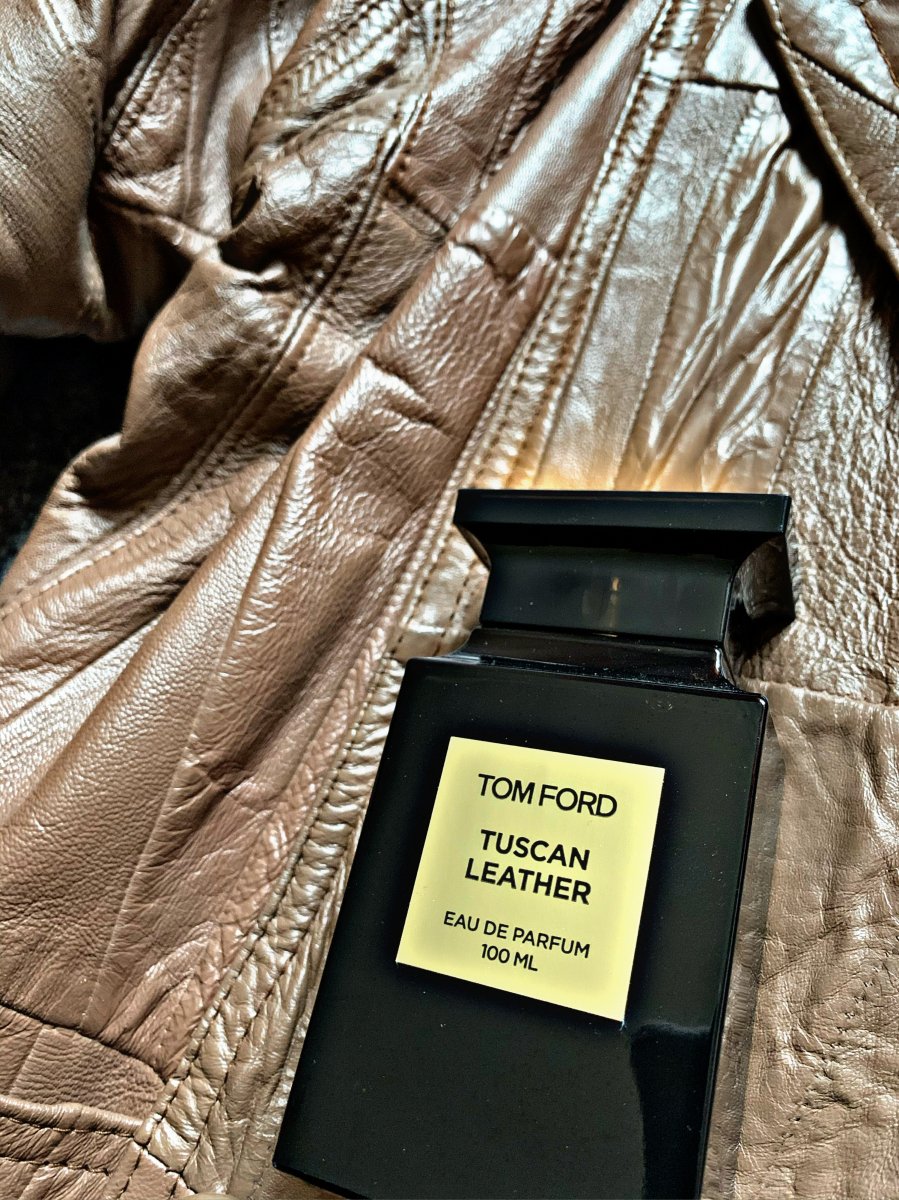 TOM FORD
TUSCAN
LEATHER
EAU DE PARFUM
100 ML